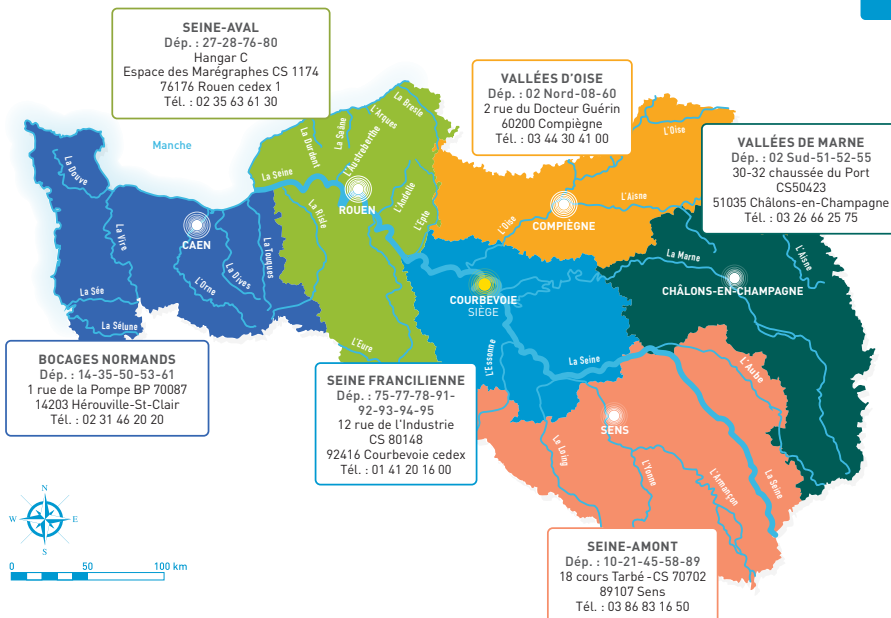 SEINE-AVAL
Dép. : 27-28-76-80
Hangar C
Espace des Marégraphes CS 1174
76176 Rouen cedex 1
Tél. : 02 35 63 61 30
VALLÉES D'OISE
Dép. : 02 Nord-08-60
2 rue du Docteur Guérin
60200 Compiègne
Tél. : 03 44 30 41 00
VALLÉES DE MARNE
Dép. : 02 Sud-51-52-55
30-32 chaussée du Port
CS50423
51035 Châlons-en-Champagne
Tél. : 03 26 66 25 75
Manche
La Douve
La Vire
La Sée
La Sélune
CAEN
L'Orne
La Dives
La Touques
La Seine
La Durdent
La Saâne
L'Austreberthe
L'Arques
La Bresle
ROUEN
La Risle
L'Andelle
L'Epte
L'Eure
L'Oise
L'Aisne
L'Oise
COMPIÈGNE
La Marne
L'Aisne
CHÂLONS-EN-CHAMPAGNE
COURBEVOIE
SIÈGE
L'Essonne
La Seine
L'Aube
SENS
Le Loing
L'Yonne
L'Armançon
La Seine
BOCAGES NORMANDS
Dép. : 14-35-50-53-61
1 rue de la Pompe BP 70087
14203 Hérouville-St-Clair
Tél. : 02 31 46 20 20
SEINE FRANCILIENNE
Dép. : 75-77-78-91-
92-93-94-95
12 rue de l'Industrie
CS 80148
92416 Courbevoie cedex
Tél. : 01 41 20 16 00
SEINE-AMONT
Dép. : 10-21-45-58-89
18 cours Tarbé - CS 70702
89107 Sens
Tél. : 03 86 83 16 50
N
W E
S
0 50 100 km